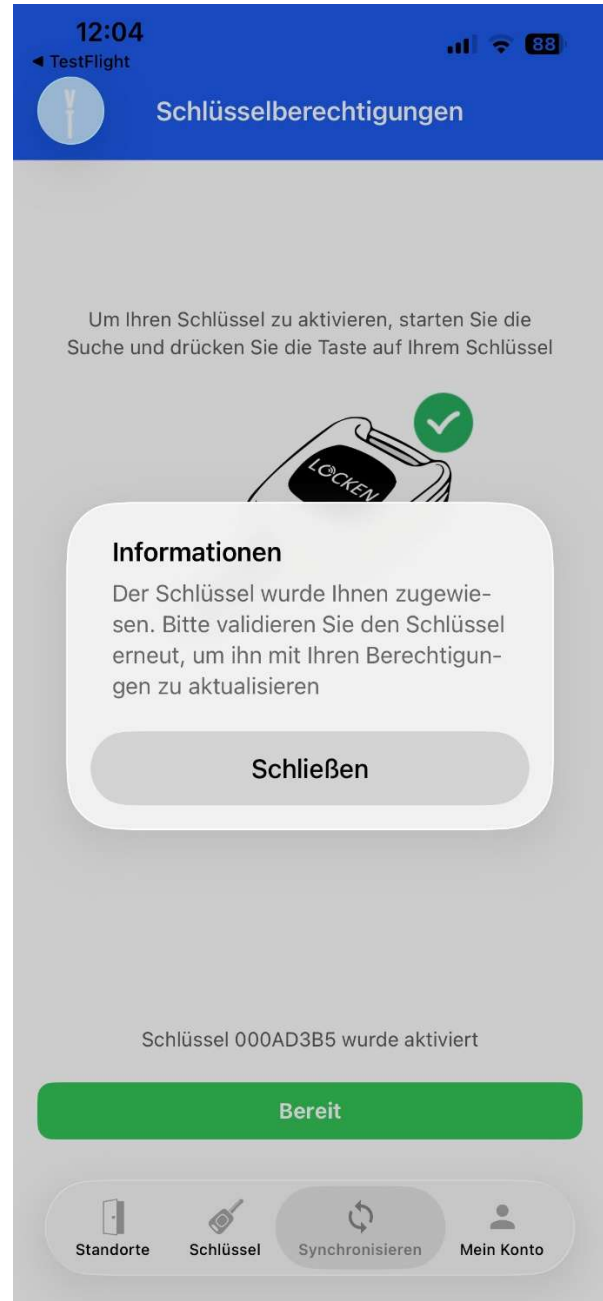 12:04
88
◀ TestFlight
VT
Schlüsselberechtigungen
Um Ihren Schlüssel zu aktivieren, starten Sie die
Suche und drücken Sie die Taste auf Ihrem Schlüssel
LOCKEN
Informationen
Der Schlüssel wurde Ihnen zugewie-
sen. Bitte validieren Sie den Schlüssel
erneut, um ihn mit Ihren Berechtigun-
gen zu aktualisieren
Schließen
Schlüssel 000AD3B5 wurde aktiviert
Bereit
Standorte Schlüssel Synchronisieren Mein Konto